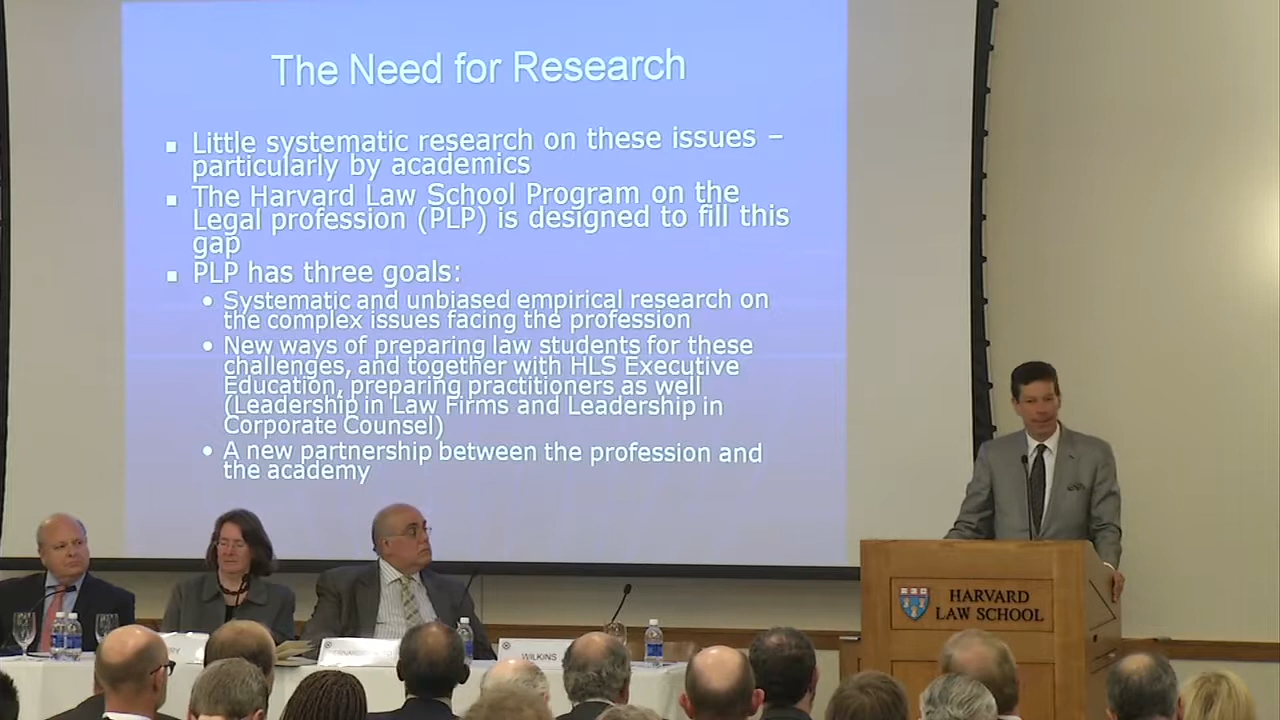 The Need for Research
Little systematic research on these issues –
particularly by academics
The Harvard Law School Program on the
Legal profession (PLP) is designed to fill this
gap
PLP has three goals:
Systematic and unbiased empirical research on
the complex issues facing the profession
New ways of preparing law students for these
challenges, and together with HLS Executive
Education, preparing practitioners as well
(Leadership in Law Firms and Leadership in
Corporate Counsel)
A new partnership between the profession and
the academy
HARVARD
LAW SCHOOL
WILKINS